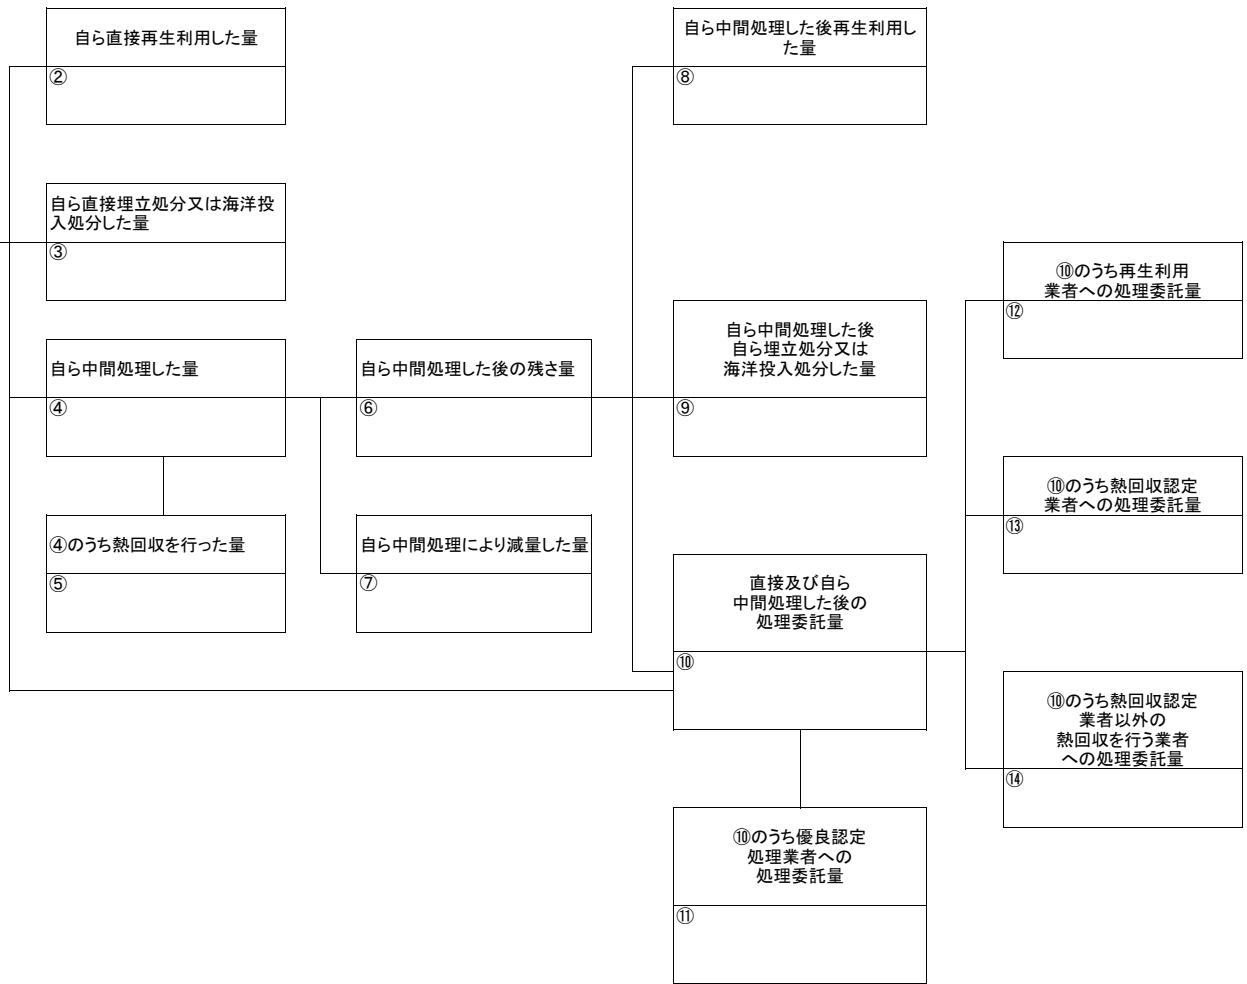 自ら直接再生利用した量
②
自ら直接埋立処分又は海洋投
入処分した量
③
自ら中間処理した量
④
④のうち熱回収を行った量
⑤
自ら中間処理した後の残さ量
⑥
自ら中間処理により減量した量
⑦
自ら中間処理した後再生利用し
た量
⑧
自ら中間処理した後
自ら埋立処分又は
海洋投入処分した量
⑨
直接及び自ら
中間処理した後の
処理委託量
⑩
⑩のうち優良認定
処理業者への
処理委託量
⑪
⑩のうち再生利用
業者への処理委託量
⑫
⑩のうち熱回収認定
業者への処理委託量
⑬
⑩のうち熱回収認定
業者以外の
熱回収を行う業者
への処理委託量
⑭